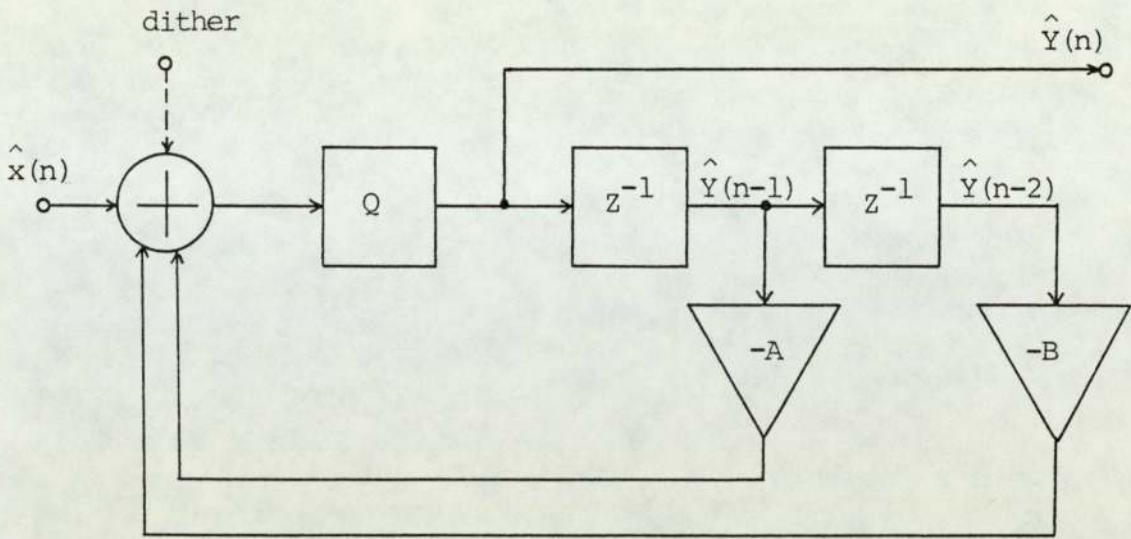 dither
Ŷ(n)
x̂(n)
Q
z⁻¹
Ŷ(n-1)
z⁻¹
Ŷ(n-2)
-A
-B